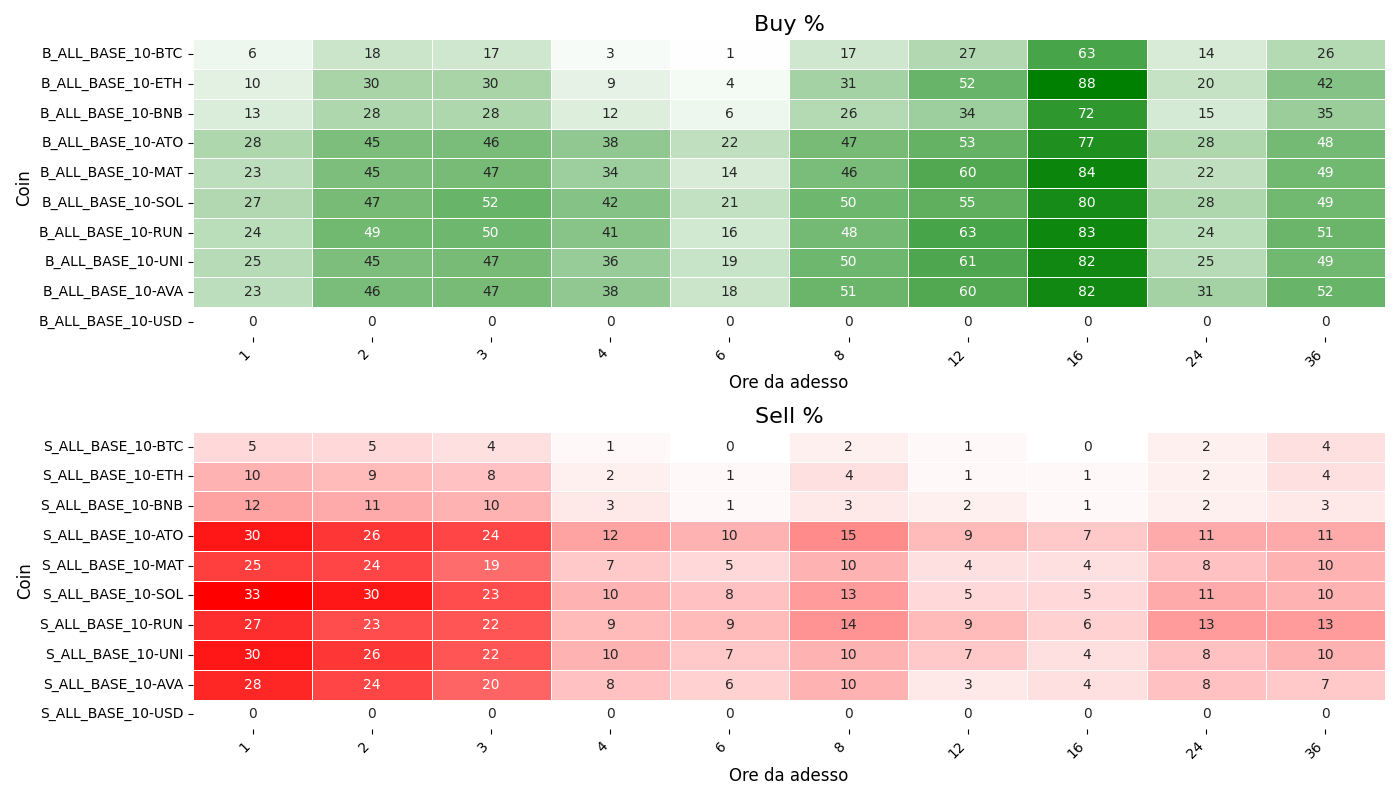 Buy %
Coin
B_ALL_BASE_10-BTC 6 18 17 3 1 17 27 63 14 26
B_ALL_BASE_10-ETH 10 30 30 9 4 31 52 88 20 42
B_ALL_BASE_10-BNB 13 28 28 12 6 26 34 72 15 35
B_ALL_BASE_10-ATO 28 45 46 38 22 47 53 77 28 48
B_ALL_BASE_10-MAT 23 45 47 34 14 46 60 84 22 49
B_ALL_BASE_10-SOL 27 47 52 42 21 50 55 80 28 49
B_ALL_BASE_10-RUN 24 49 50 41 16 48 63 83 24 51
B_ALL_BASE_10-UNI 25 45 47 36 19 50 61 82 25 49
B_ALL_BASE_10-AVA 23 46 47 38 18 51 60 82 31 52
B_ALL_BASE_10-USD 0 0 0 0 0 0 0 0 0 0
1 2 3 4 6 8 12 16 24 36
Ore da adesso
Sell %
Coin
S_ALL_BASE_10-BTC 5 5 4 1 0 2 1 0 2 4
S_ALL_BASE_10-ETH 10 9 8 2 1 4 1 1 2 4
S_ALL_BASE_10-BNB 12 11 10 3 1 3 2 1 2 3
S_ALL_BASE_10-ATO 30 26 24 12 10 15 9 7 11 11
S_ALL_BASE_10-MAT 25 24 19 7 5 10 4 4 8 10
S_ALL_BASE_10-SOL 33 30 23 10 8 13 5 5 11 10
S_ALL_BASE_10-RUN 27 23 22 9 9 14 9 6 13 13
S_ALL_BASE_10-UNI 30 26 22 10 7 10 7 4 8 10
S_ALL_BASE_10-AVA 28 24 20 8 6 10 3 4 8 7
S_ALL_BASE_10-USD 0 0 0 0 0 0 0 0 0 0
1 2 3 4 6 8 12 16 24 36
Ore da adesso